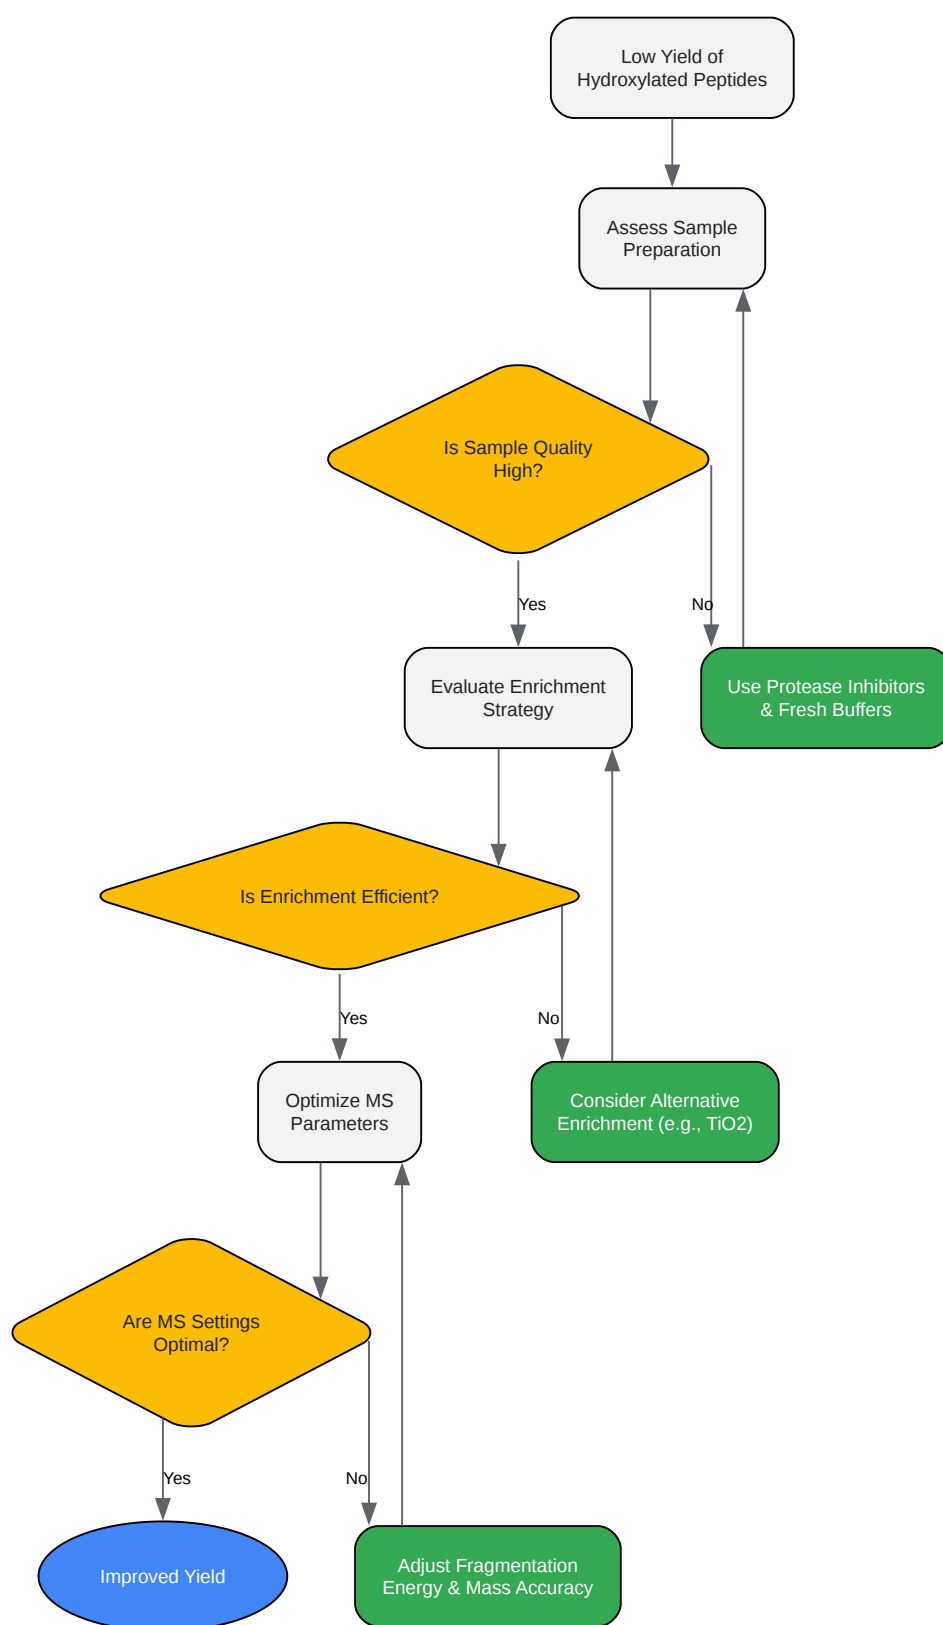 Low Yield of
Hydroxylated Peptides
Assess Sample
Preparation
Is Sample Quality
High?
Yes
No
Evaluate Enrichment
Strategy
Use Protease Inhibitors
& Fresh Buffers
Is Enrichment Efficient?
Yes
No
Optimize MS
Parameters
Consider Alternative
Enrichment (e.g., TiO2)
Are MS Settings
Optimal?
Yes
No
Improved Yield
Adjust Fragmentation
Energy & Mass Accuracy